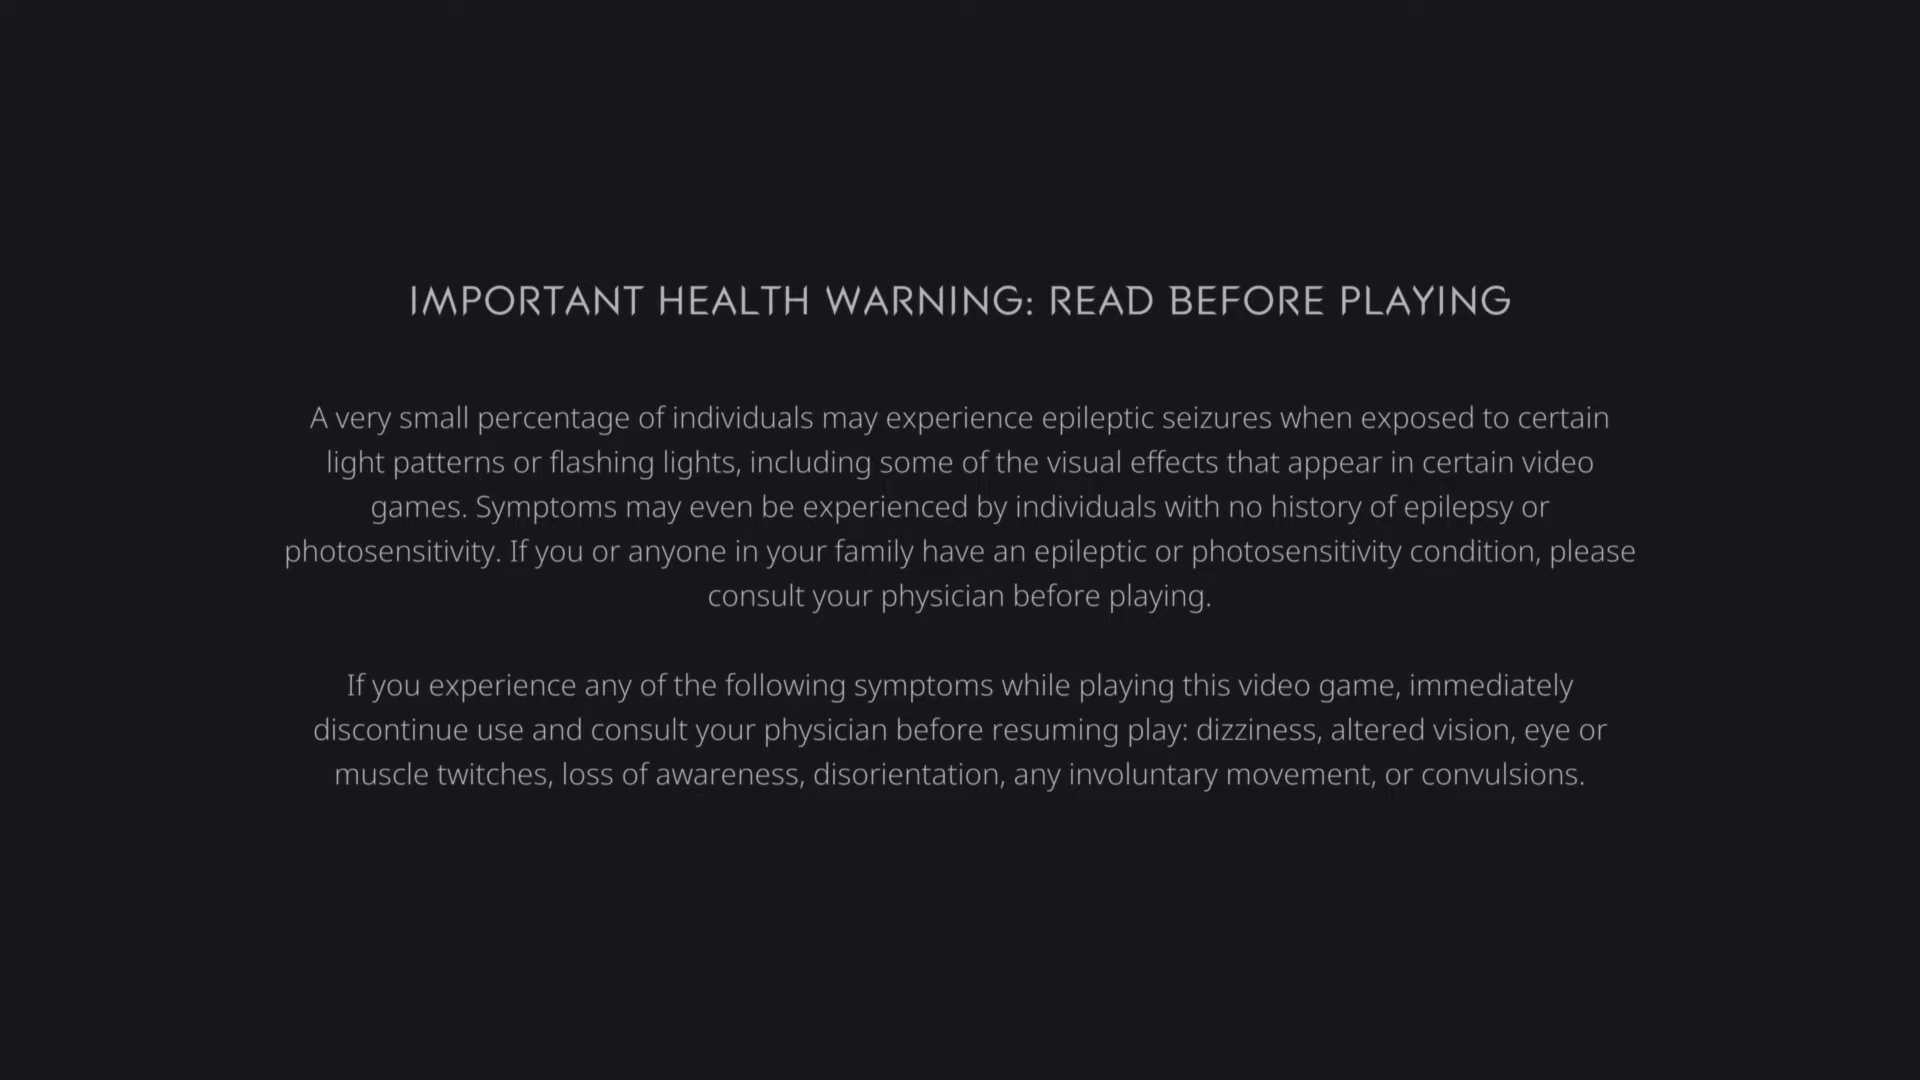 IMPORTANT HEALTH WARNING: READ BEFORE PLAYING
A very small percentage of individuals may experience epileptic seizures when exposed to certain
light patterns or flashing lights, including some of the visual effects that appear in certain video
games. Symptoms may even be experienced by individuals with no history of epilepsy or
photosensitivity. If you or anyone in your family have an epileptic or photosensitivity condition, please
consult your physician before playing.
If you experience any of the following symptoms while playing this video game, immediately
discontinue use and consult your physician before resuming play: dizziness, altered vision, eye or
muscle twitches, loss of awareness, disorientation, any involuntary movement, or convulsions.